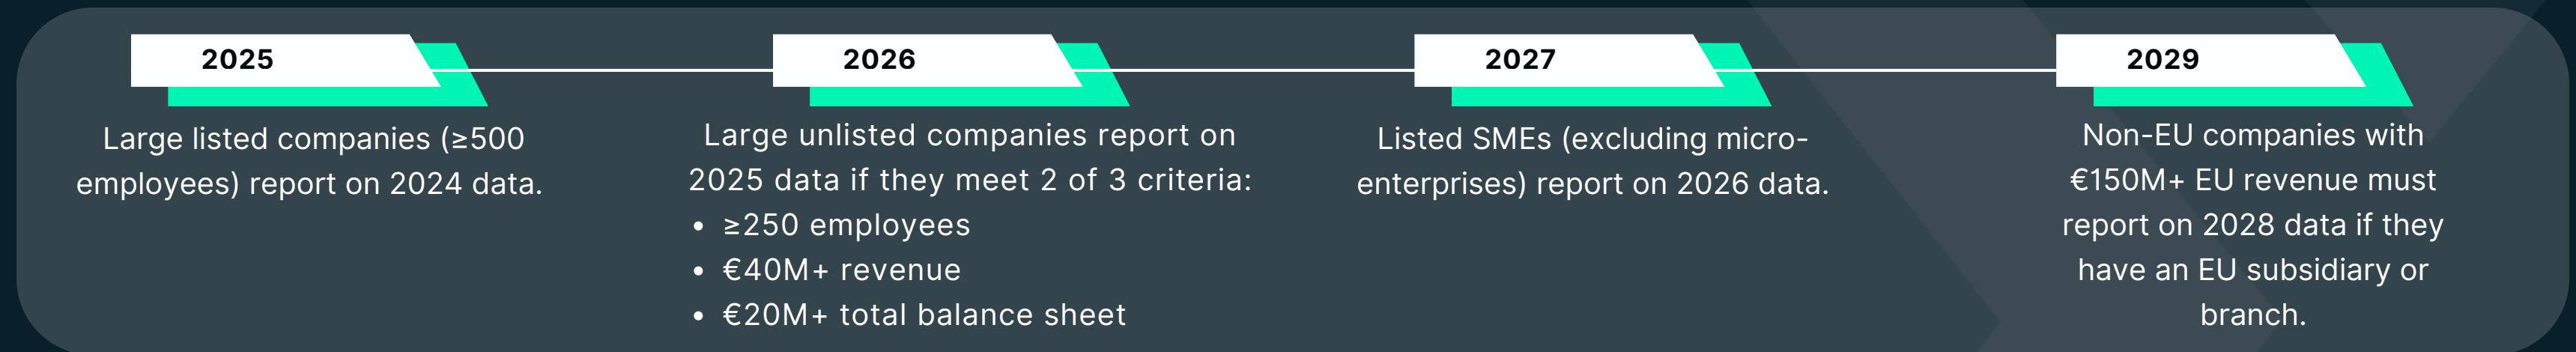 2025
Large listed companies (≥500
employees) report on 2024 data.
2026
Large unlisted companies report on
2025 data if they meet 2 of 3 criteria:
• ≥250 employees
• €40M+ revenue
• €20M+ total balance sheet
2027
Listed SMEs (excluding micro-
enterprises) report on 2026 data.
2029
Non-EU companies with
€150M+ EU revenue must
report on 2028 data if they
have an EU subsidiary or
branch.